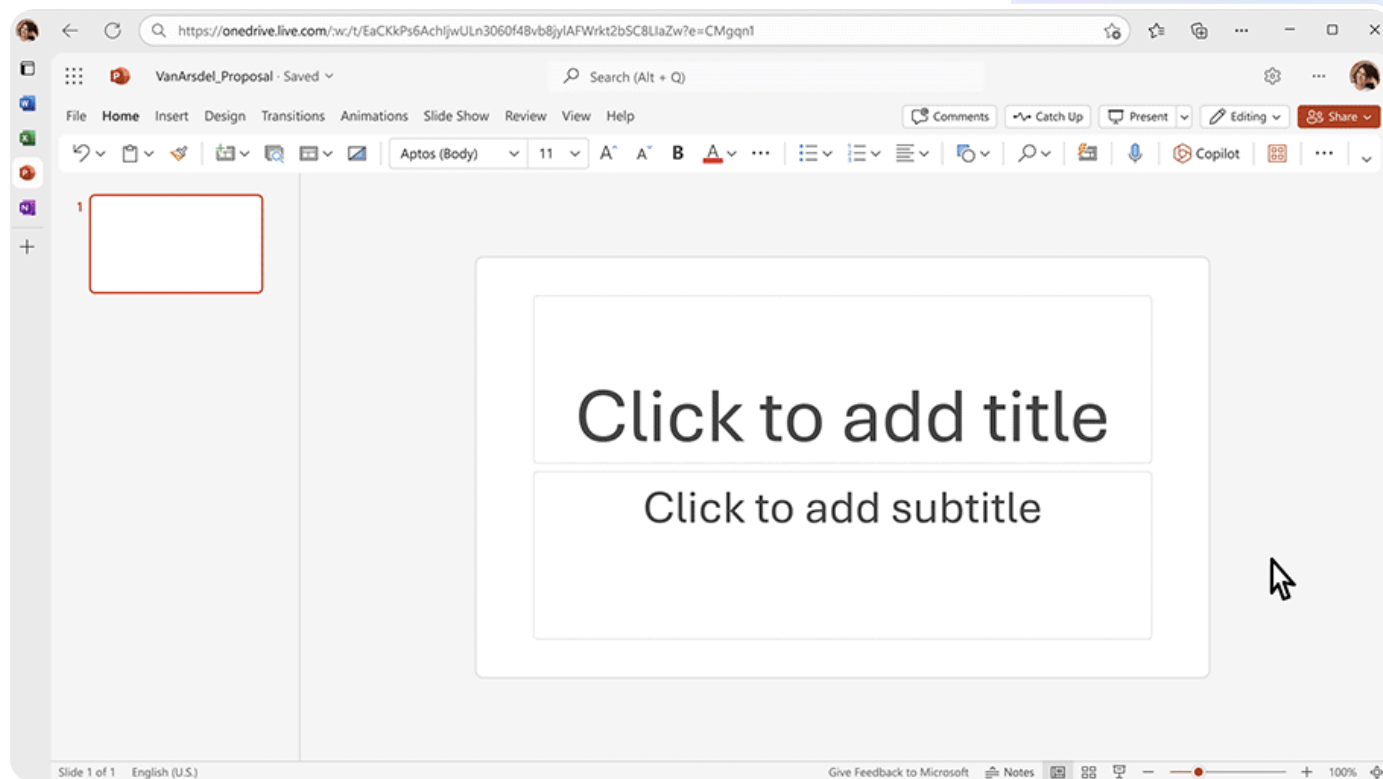 https://onedrive.live.com/:w:/t/EaCKkPs6AchIjwULn3060f4Bvb8jylAFWrkt2bSC8LIaZw?e=CMgqn1
VanArsdel_Proposal · Saved
Search (Alt + Q)
File Home Insert Design Transitions Animations Slide Show Review View Help Comments Catch Up Present Editing Share
Aptos (Body) 11 A A B A Copilot
1
Click to add title
Click to add subtitle
Slide 1 of 1 English (U.S.) Give Feedback to Microsoft Notes 100%